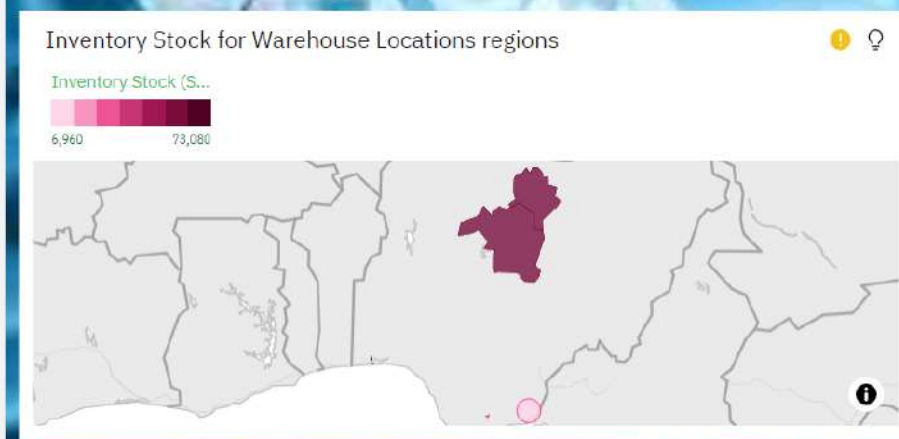 Inventory Stock for Warehouse Locations regions
Inventory Stock (S...
6,960 73,080